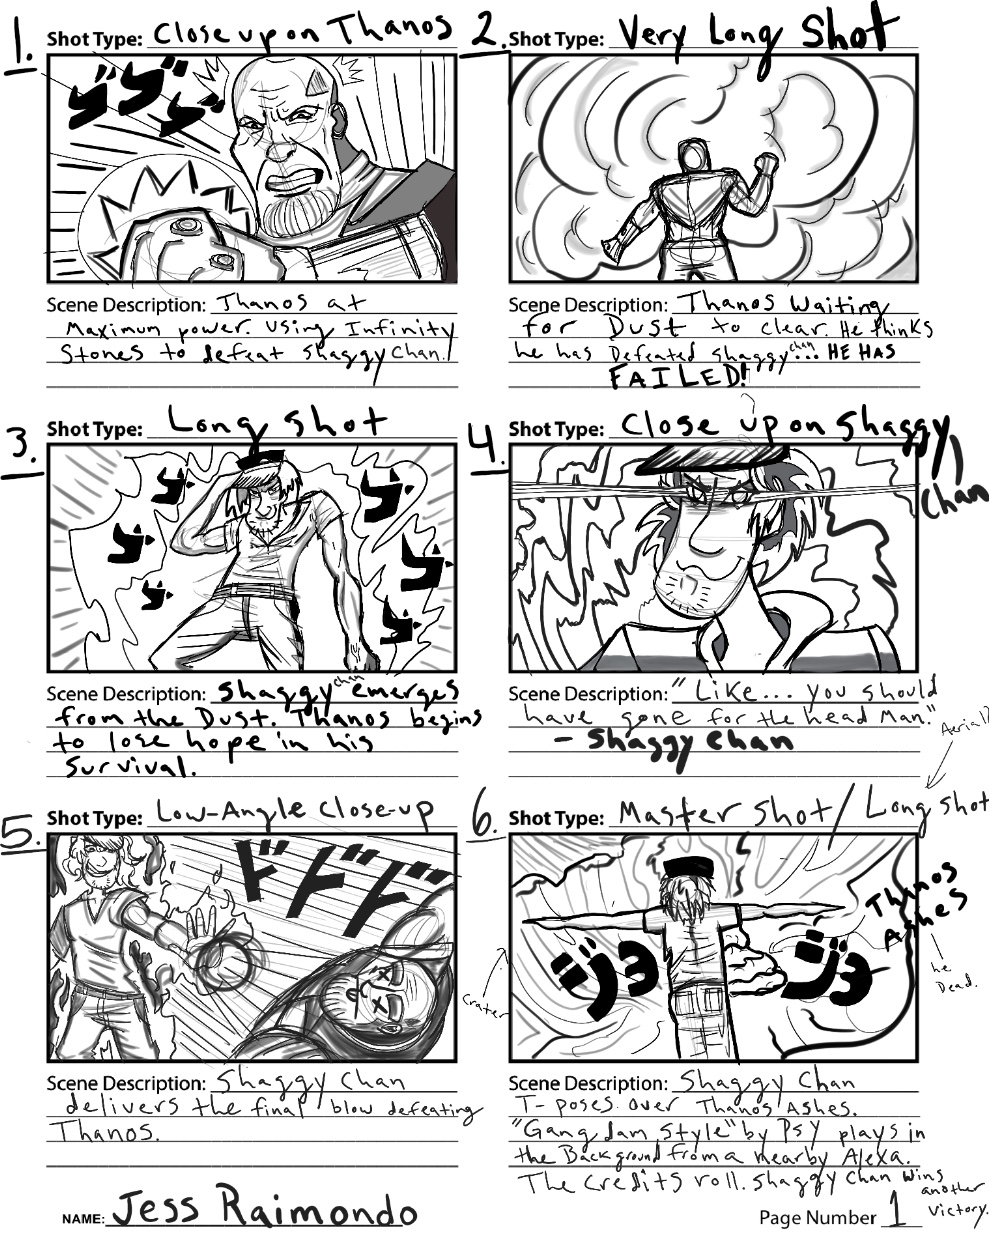 1.
Shot Type: Close up on Thanos
ゴゴゴ
Scene Description: Thanos at
Maximum power. Using Infinity
Stones to defeat Shaggy Chan.
2.
Shot Type: Very Long Shot
Scene Description: Thanos Waiting
for Dust to clear. He thinks
he has Defeated Shaggy chan... HE HAS
FAILED!
3.
Shot Type: Long Shot
Scene Description: Shaggy chan emerges
from the Dust. Thanos begins
to lose hope in his
Survival.
4.
Shot Type: Close up on Shaggy
Chan
Scene Description: "Like... you should
have gone for the head Man."
- Shaggy Chan
5.
Shot Type: Low-Angle Close-up
ドドド
Scene Description: Shaggy Chan
delivers the final blow defeating
Thanos.
Aerial?
6.
Shot Type: Master Shot/Long Shot
Thanos
Ashes
he
Dead.
crater
ジョ ジョ
Scene Description: Shaggy Chan
T-poses over Thanos' Ashes.
"Gangdam Style" by Psy plays in
the Background from a nearby Alexa.
The Credits roll. Shaggy Chan wins
another
victory.
NAME: Jess Raimondo
Page Number 1